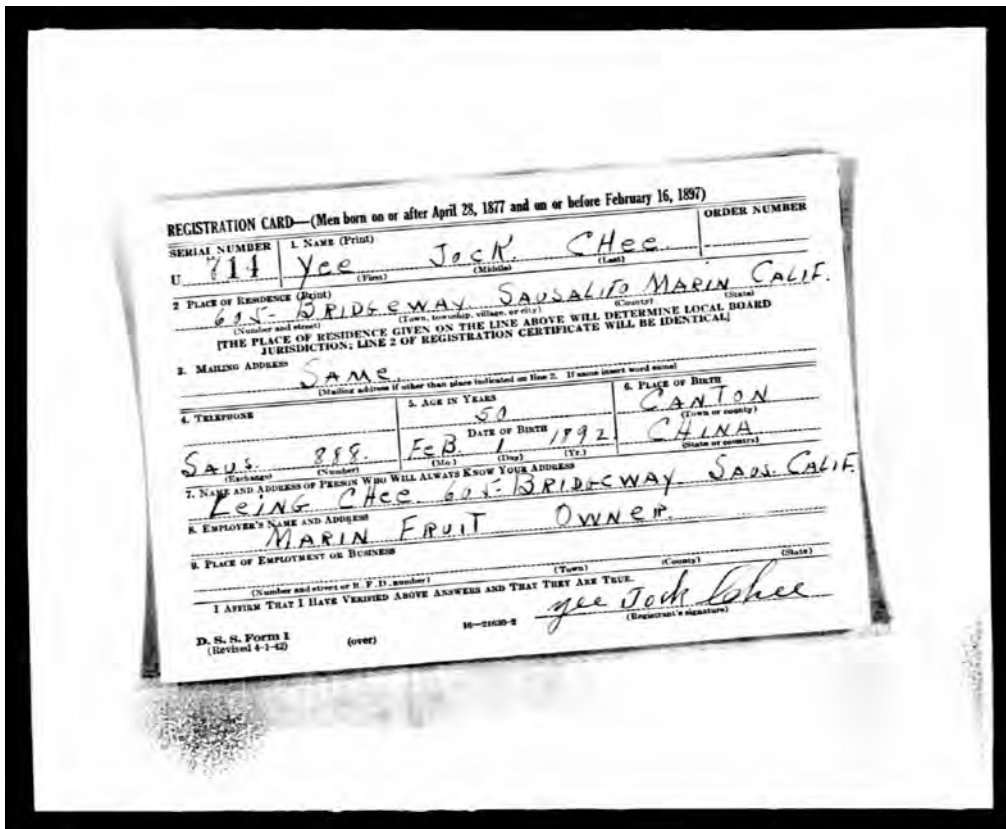 REGISTRATION CARD—(Men born on or after April 28, 1877 and on or before February 16, 1897)
SERIAL NUMBER 1. NAME (Print) ORDER NUMBER
U 714 Yee Jock CHee
(First) (Middle) (Last)
2 PLACE OF RESIDENCE (Print)
605- BRIDGEWAY SAUSALITO MARIN CALIF.
(Number and street) (Town, township, village, or city) (County) (State)
[THE PLACE OF RESIDENCE GIVEN ON THE LINE ABOVE WILL DETERMINE LOCAL BOARD
JURISDICTION; LINE 2 OF REGISTRATION CERTIFICATE WILL BE IDENTICAL]
3. MAILING ADDRESS
SAMe
(Mailing address if other than place indicated on line 2. If same insert word same)
4. TELEPHONE 5. AGE IN YEARS 6. PLACE OF BIRTH
50 CANTON
DATE OF BIRTH (Town or county)
SAUS. 888. FeB. 1 1892 CHINA
(Exchange) (Number) (Mo.) (Day) (Yr.) (State or country)
7. NAME AND ADDRESS OF PERSON WHO WILL ALWAYS KNOW YOUR ADDRESS
LeING CHee 605- BRIDGEWAY SAUS. CALIF.
8. EMPLOYER'S NAME AND ADDRESS
MARIN FRUIT OWNER.
9. PLACE OF EMPLOYMENT OR BUSINESS
(Number and street or R. F. D. number) (Town) (County) (State)
I AFFIRM THAT I HAVE VERIFIED ABOVE ANSWERS AND THAT THEY ARE TRUE.
yee Jock Chee
D. S. S. Form 1 (over) 16—21630-2 (Registrant's signature)
(Revised 4-1-42)